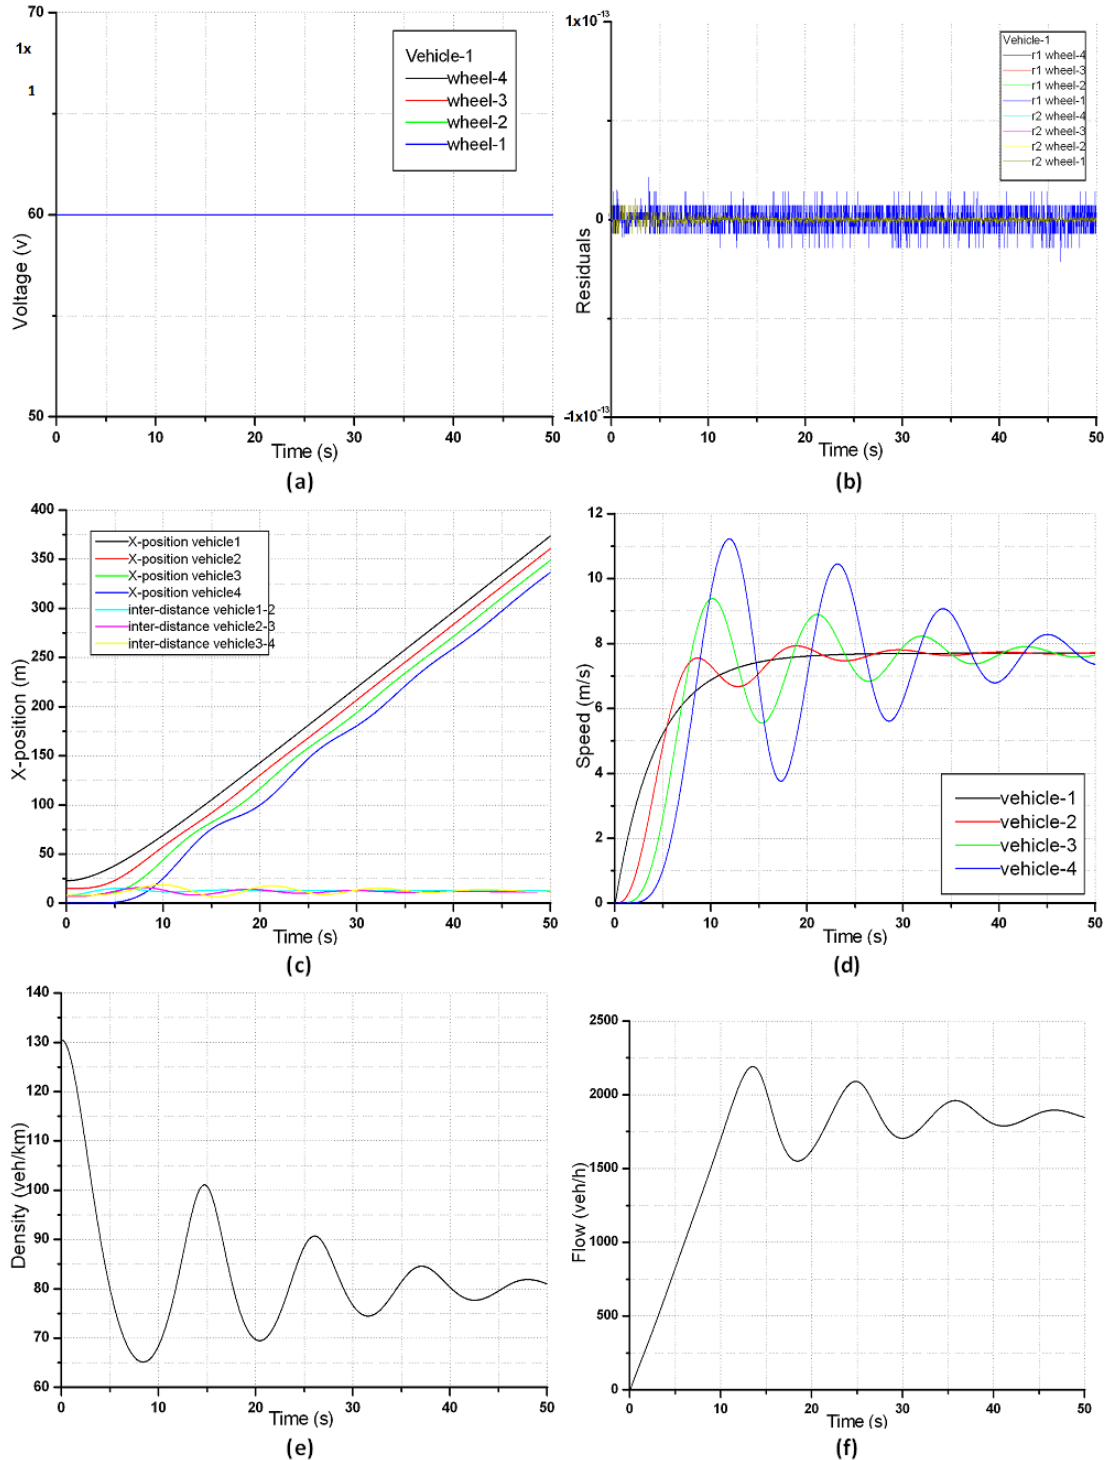 70
1x
1
60
50
Voltage (v)
Vehicle-1
wheel-4
wheel-3
wheel-2
wheel-1
0 10 20 30 40 50
Time (s)
(a)
1x10⁻¹³
0
-1x10⁻¹³
Residuals
Vehicle-1
r1 wheel-4
r1 wheel-3
r1 wheel-2
r1 wheel-1
r2 wheel-4
r2 wheel-3
r2 wheel-2
r2 wheel-1
0 10 20 30 40 50
Time (s)
(b)
400
350
300
250
200
150
100
50
0
X-position (m)
X-position vehicle1
X-position vehicle2
X-position vehicle3
X-position vehicle4
inter-distance vehicle1-2
inter-distance vehicle2-3
inter-distance vehicle3-4
0 10 20 30 40 50
Time (s)
(c)
12
10
8
6
4
2
0
Speed (m/s)
vehicle-1
vehicle-2
vehicle-3
vehicle-4
0 10 20 30 40 50
Time (s)
(d)
140
130
120
110
100
90
80
70
60
Density (veh/km)
0 10 20 30 40 50
Time (s)
(e)
2500
2000
1500
1000
500
0
Flow (veh/h)
0 10 20 30 40 50
Time (s)
(f)